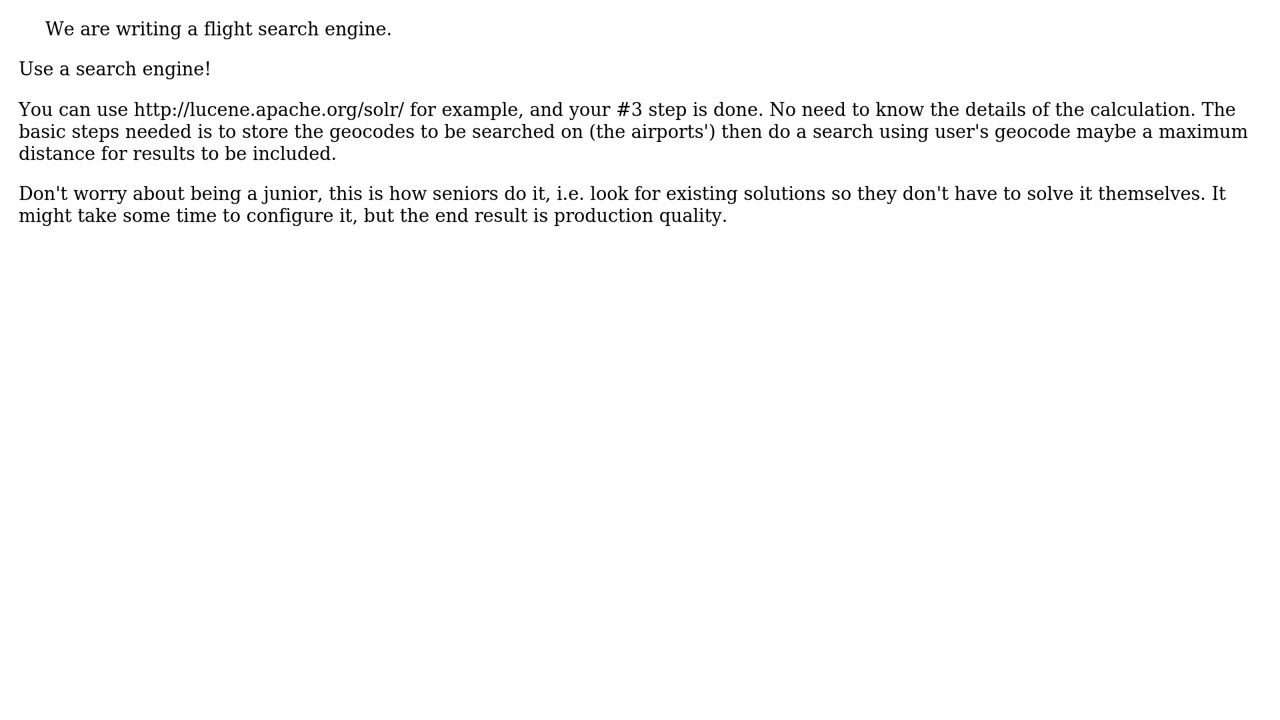 We are writing a flight search engine.
Use a search engine!
You can use http://lucene.apache.org/solr/ for example, and your #3 step is done. No need to know the details of the calculation. The
basic steps needed is to store the geocodes to be searched on (the airports') then do a search using user's geocode maybe a maximum
distance for results to be included.
Don't worry about being a junior, this is how seniors do it, i.e. look for existing solutions so they don't have to solve it themselves. It
might take some time to configure it, but the end result is production quality.